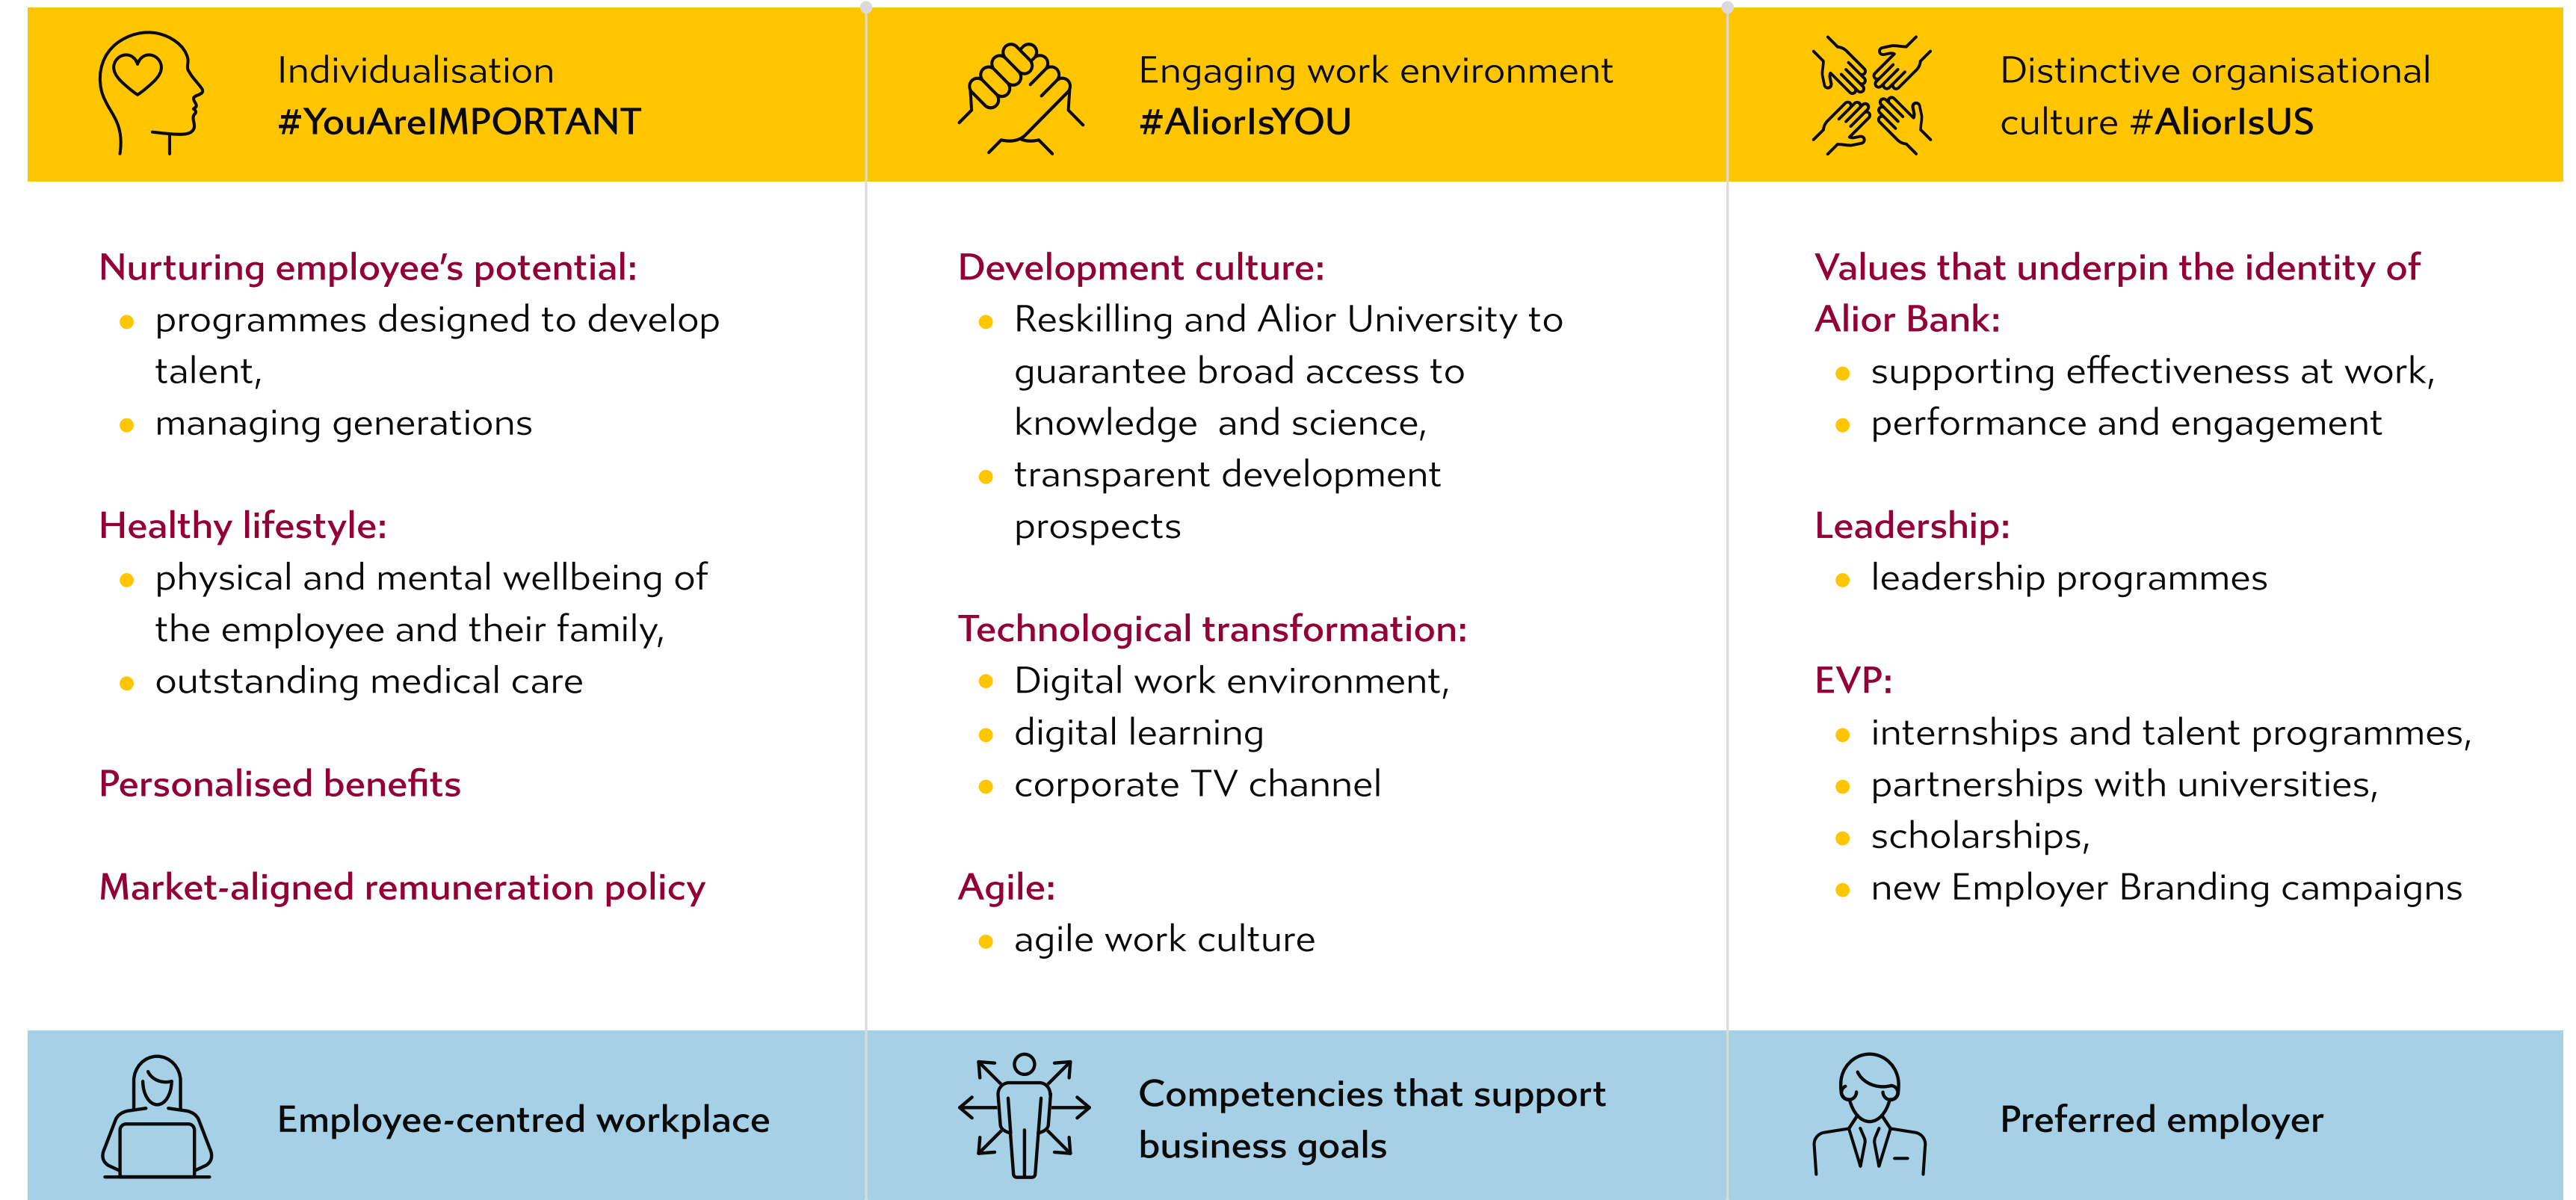 Individualisation
#YouAreIMPORTANT
Engaging work environment
#AliorIsYOU
Distinctive organisational
culture #AliorIsUS
Nurturing employee's potential:
• programmes designed to develop
talent,
• managing generations
Healthy lifestyle:
• physical and mental wellbeing of
the employee and their family,
• outstanding medical care
Personalised benefits
Market-aligned remuneration policy
Development culture:
• Reskilling and Alior University to
guarantee broad access to
knowledge  and science,
• transparent development
prospects
Technological transformation:
• Digital work environment,
• digital learning
• corporate TV channel
Agile:
• agile work culture
Values that underpin the identity of
Alior Bank:
• supporting effectiveness at work,
• performance and engagement
Leadership:
• leadership programmes
EVP:
• internships and talent programmes,
• partnerships with universities,
• scholarships,
• new Employer Branding campaigns
Employee-centred workplace
Competencies that support
business goals
Preferred employer